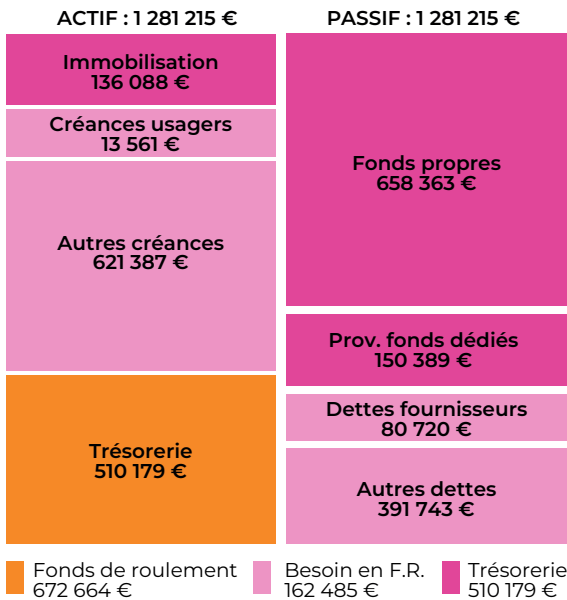 ACTIF : 1 281 215 €
Immobilisation
136 088 €
Créances usagers
13 561 €
Autres créances
621 387 €
Trésorerie
510 179 €
PASSIF : 1 281 215 €
Fonds propres
658 363 €
Prov. fonds dédiés
150 389 €
Dettes fournisseurs
80 720 €
Autres dettes
391 743 €
Fonds de roulement
672 664 €
Besoin en F.R.
162 485 €
Trésorerie
510 179 €